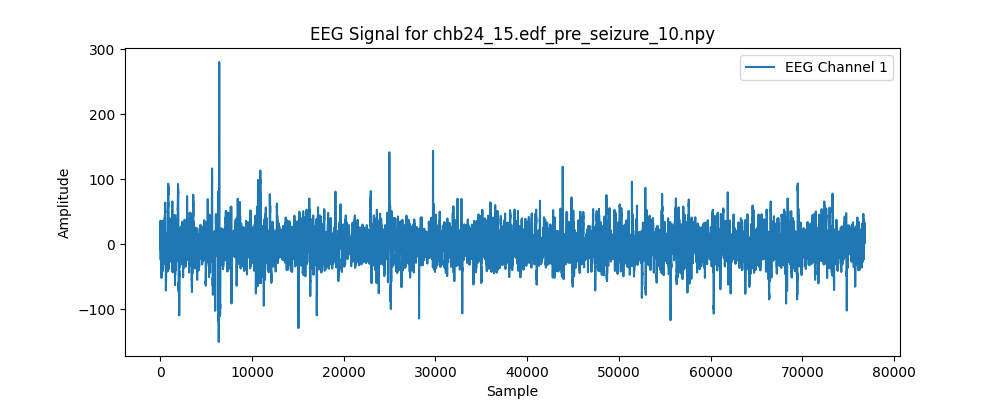 EEG Signal for chb24_15.edf_pre_seizure_10.npy
300
200
100
0
−100
Amplitude
EEG Channel 1
0 10000 20000 30000 40000 50000 60000 70000 80000
Sample